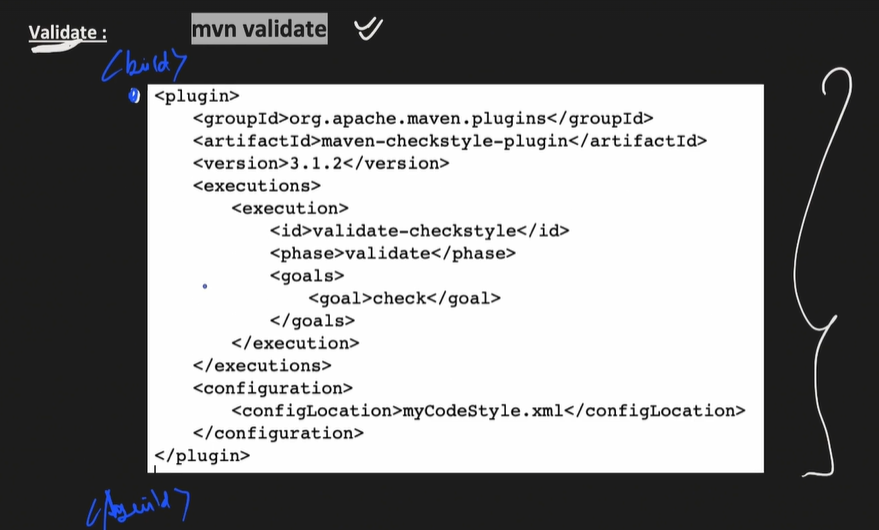 Validate :
mvn validate
<build>
<plugin>
<groupId>org.apache.maven.plugins</groupId>
<artifactId>maven-checkstyle-plugin</artifactId>
<version>3.1.2</version>
<executions>
<execution>
<id>validate-checkstyle</id>
<phase>validate</phase>
<goals>
<goal>check</goal>
</goals>
</execution>
</executions>
<configuration>
<configLocation>myCodeStyle.xml</configLocation>
</configuration>
</plugin>
</build>